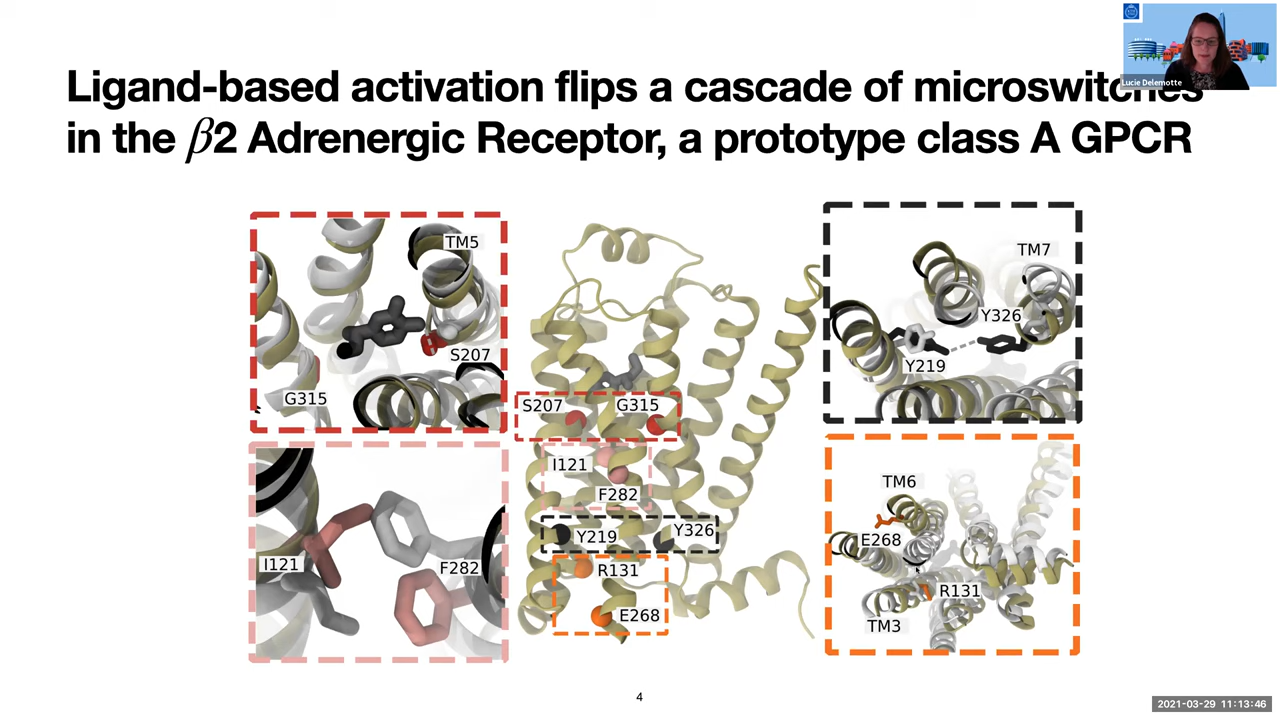 Lucie Delemotte
Ligand-based activation flips a cascade of microswitches
in the β2 Adrenergic Receptor, a prototype class A GPCR
TM5
S207
G315
I121
F282
S207
G315
I121
F282
Y219
Y326
R131
E268
TM7
Y326
Y219
TM6
E268
R131
TM3
4
2021-03-29 11:13:46